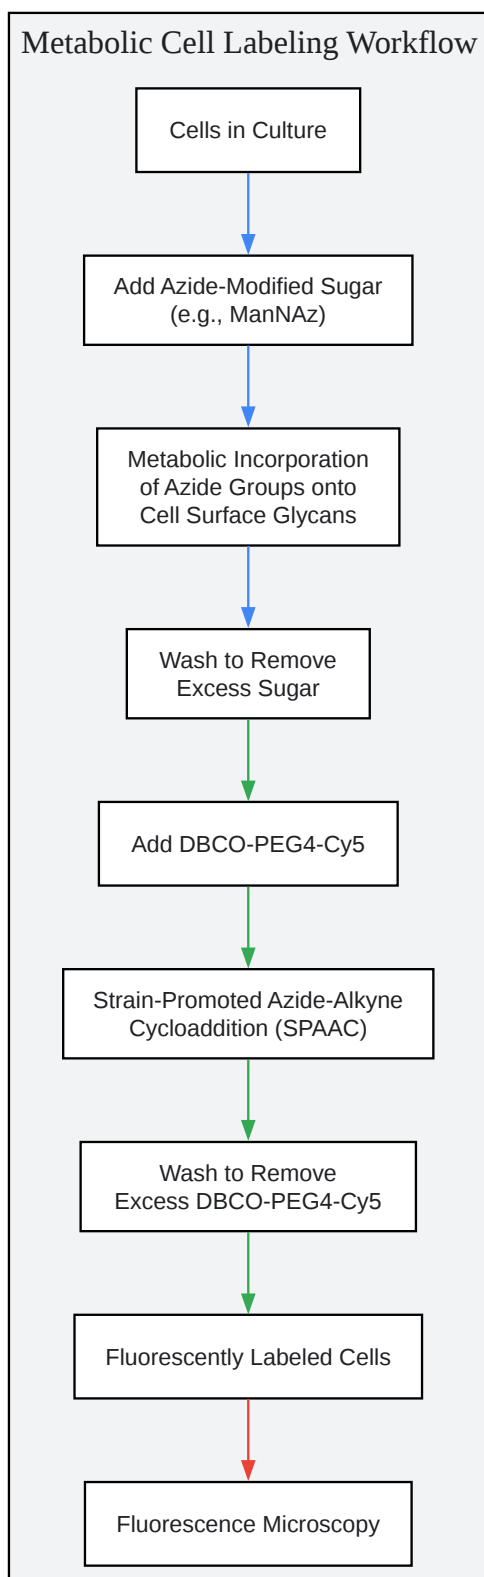 Metabolic Cell Labeling Workflow
Cells in Culture
Add Azide-Modified Sugar
(e.g., ManNAz)
Metabolic Incorporation
of Azide Groups onto
Cell Surface Glycans
Wash to Remove
Excess Sugar
Add DBCO-PEG4-Cy5
Strain-Promoted Azide-Alkyne
Cycloaddition (SPAAC)
Wash to Remove
Excess DBCO-PEG4-Cy5
Fluorescently Labeled Cells
Fluorescence Microscopy